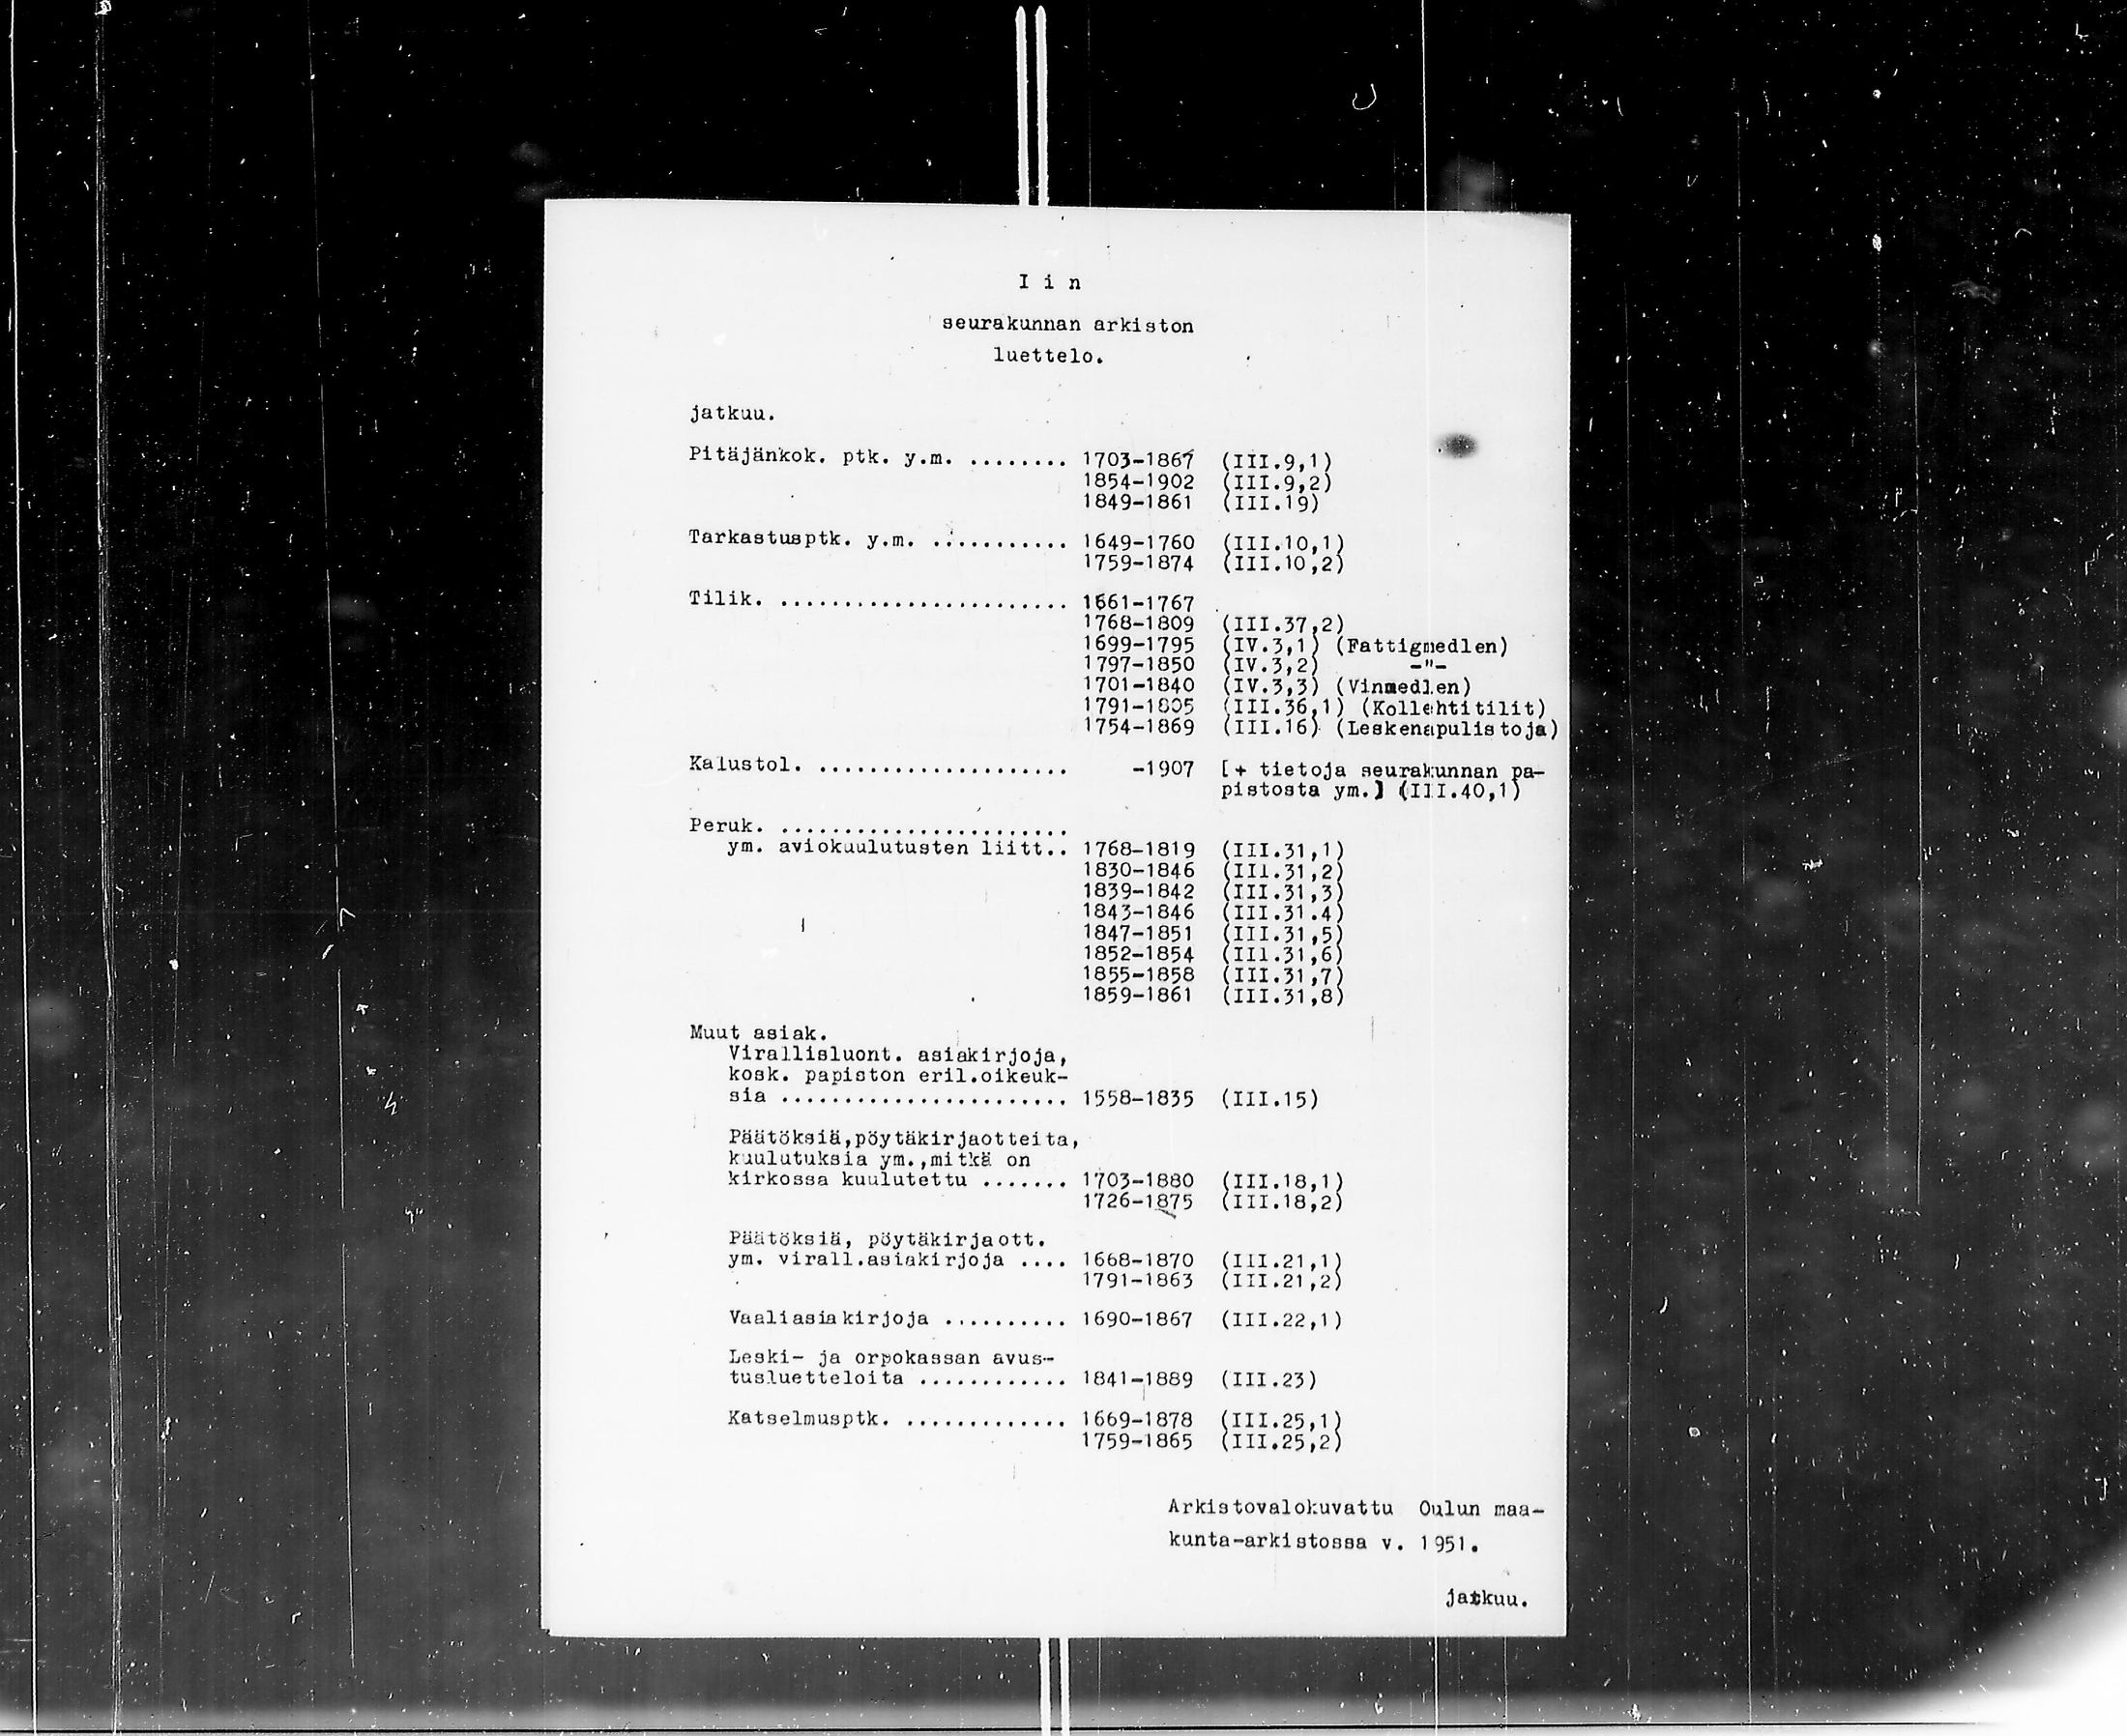 I i n
seurakunnan arkiston
luettelo.
jatkuu.
Pitäjänkok. ptk. y.m. ........ 1703-1867 (III.9,1)
1854-1902 (III.9,2)
1849-1861 (III.19)
Tarkastusptk. y.m. ........... 1649-1760 (III.10,1)
1759-1874 (III.10,2)
Tilik. ....................... 1661-1767
1768-1809 (III.37,2)
1699-1795 (IV.3,1) (Fattigmedlen)
1797-1850 (IV.3,2) -"-
1701-1840 (IV.3,3) (Vinmedlen)
1791-1805 (III.36,1) (Kollehtitilit)
1754-1869 (III.16) (Leskenapulistoja)
Kalustol. .................... -1907 [+ tietoja seurakunnan pa-
pistosta ym.] (III.40,1)
Peruk. .......................
ym. aviokuulutusten liitt.. 1768-1819 (III.31,1)
1830-1846 (III.31,2)
1839-1842 (III.31,3)
1843-1846 (III.31.4)
1847-1851 (III.31,5)
1852-1854 (III.31,6)
1855-1858 (III.31,7)
1859-1861 (III.31,8)
Muut asiak.
Virallisluont. asiakirjoja,
kosk. papiston eril.oikeuk-
sia ....................... 1558-1835 (III.15)
Päätöksiä,pöytäkirjaotteita,
kuulutuksia ym.,mitkä on
kirkossa kuulutettu ....... 1703-1880 (III.18,1)
1726-1875 (III.18,2)
Päätöksiä, pöytäkirjaott.
ym. virall.asiakirjoja .... 1668-1870 (III.21,1)
1791-1863 (III.21,2)
Vaaliasiakirjoja .......... 1690-1867 (III.22,1)
Leski- ja orpokassan avus-
tusluetteloita ............ 1841-1889 (III.23)
Katselmusptk. ............. 1669-1878 (III.25,1)
1759-1865 (III.25,2)
Arkistovalokuvattu Oulun maa-
kunta-arkistossa v. 1951.
jatkuu.